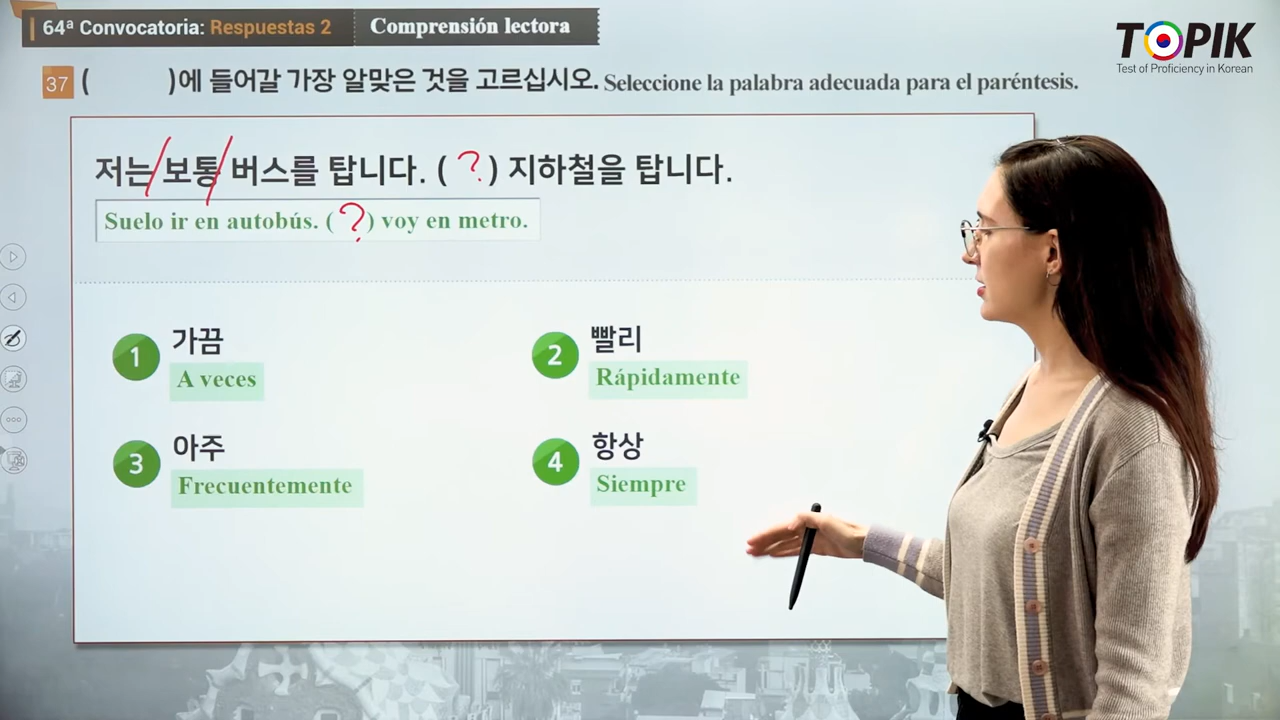 64ª Convocatoria: Respuestas 2 Comprensión lectora
TOPIK
Test of Proficiency in Korean
37 ( )에 들어갈 가장 알맞은 것을 고르십시오. Seleccione la palabra adecuada para el paréntesis.
저는 보통 버스를 탑니다. ( ? ) 지하철을 탑니다.
Suelo ir en autobús. ( ? ) voy en metro.
1 가끔
A veces
2 빨리
Rápidamente
3 아주
Frecuentemente
4 항상
Siempre